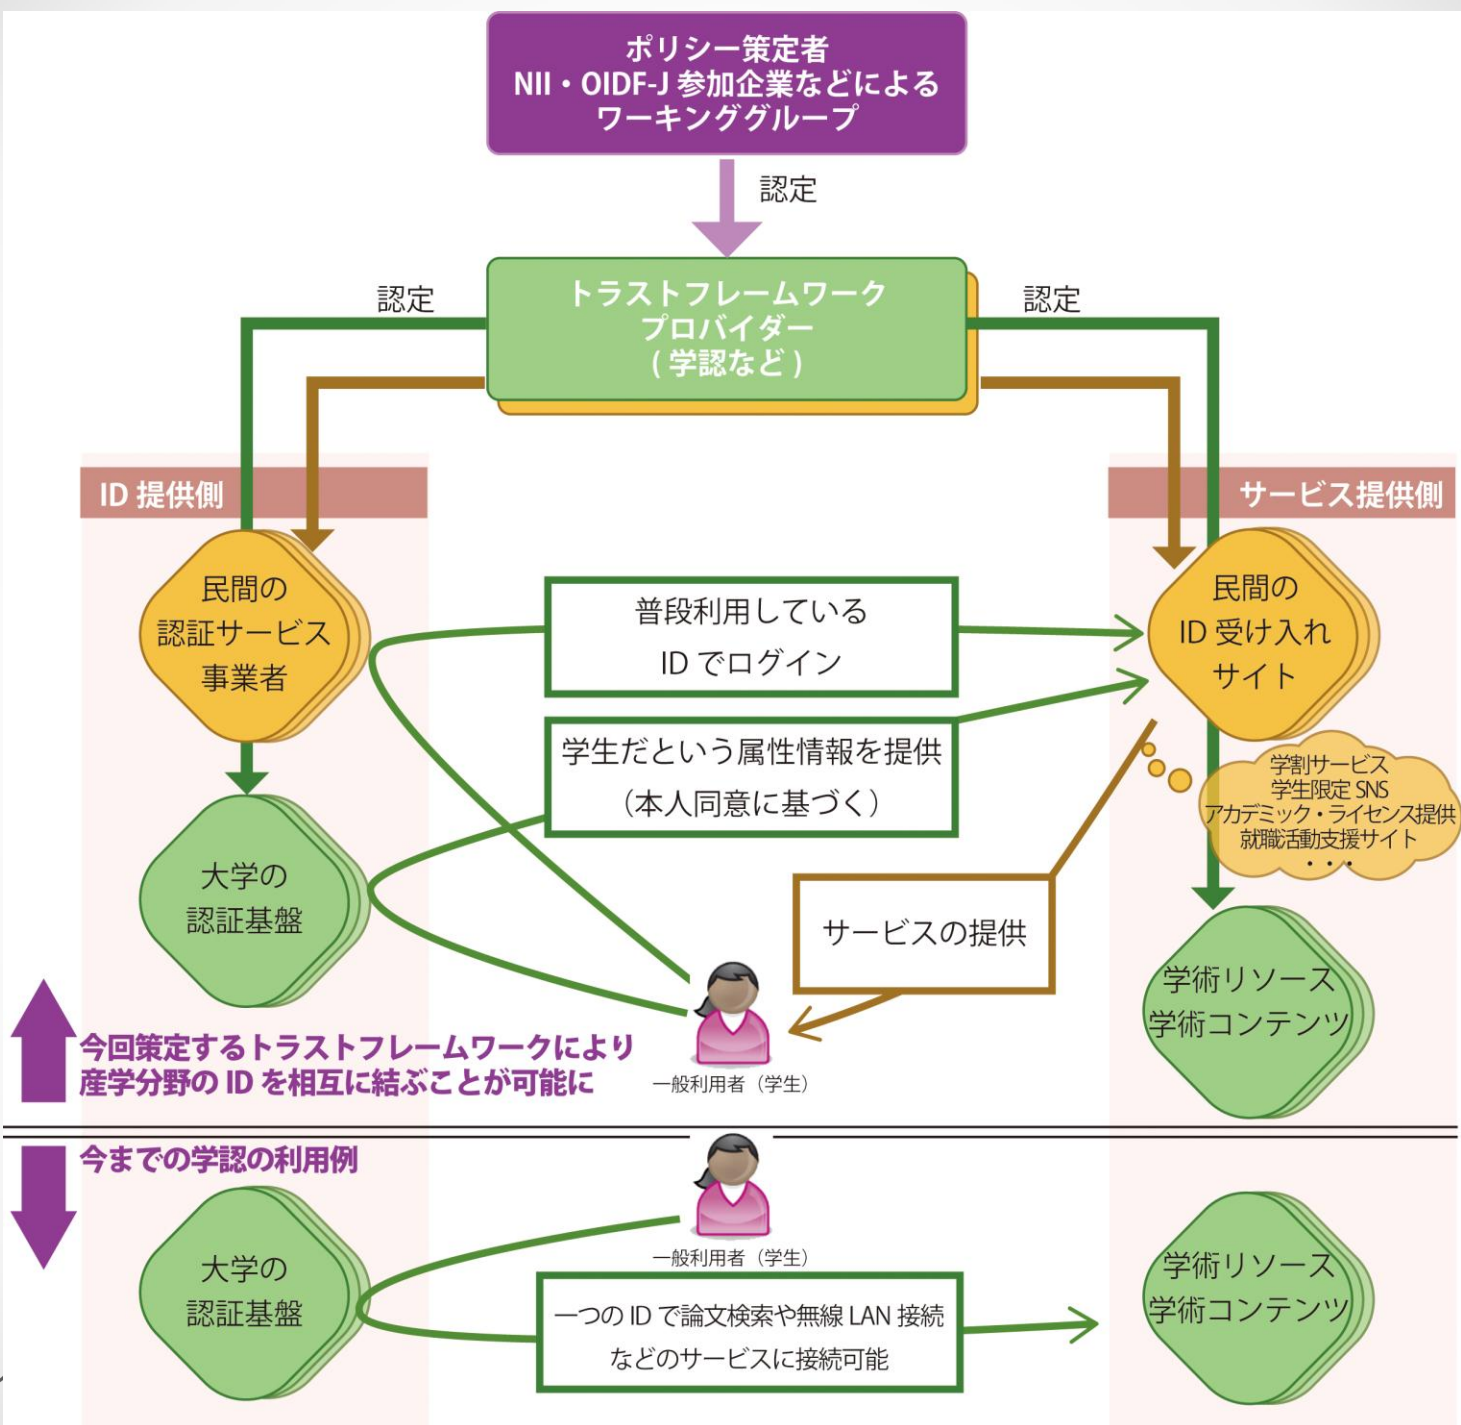 ポリシー策定者
NII・OIDF-J 参加企業などによる
ワーキンググループ
認定
トラストフレームワーク
プロバイダー
( 学認など )
認定
認定
ID 提供側
サービス提供側
民間の
認証サービス
事業者
普段利用している
ID でログイン
民間の
ID 受け入れ
サイト
学生だという属性情報を提供
（本人同意に基づく）
学割サービス
学生限定 SNS
アカデミック・ライセンス提供
就職活動支援サイト
・・・
大学の
認証基盤
サービスの提供
学術リソース
学術コンテンツ
今回策定するトラストフレームワークにより
産学分野の ID を相互に結ぶことが可能に
一般利用者（学生）
今までの学認の利用例
一般利用者（学生）
大学の
認証基盤
一つの ID で論文検索や無線 LAN 接続
などのサービスに接続可能
学術リソース
学術コンテンツ